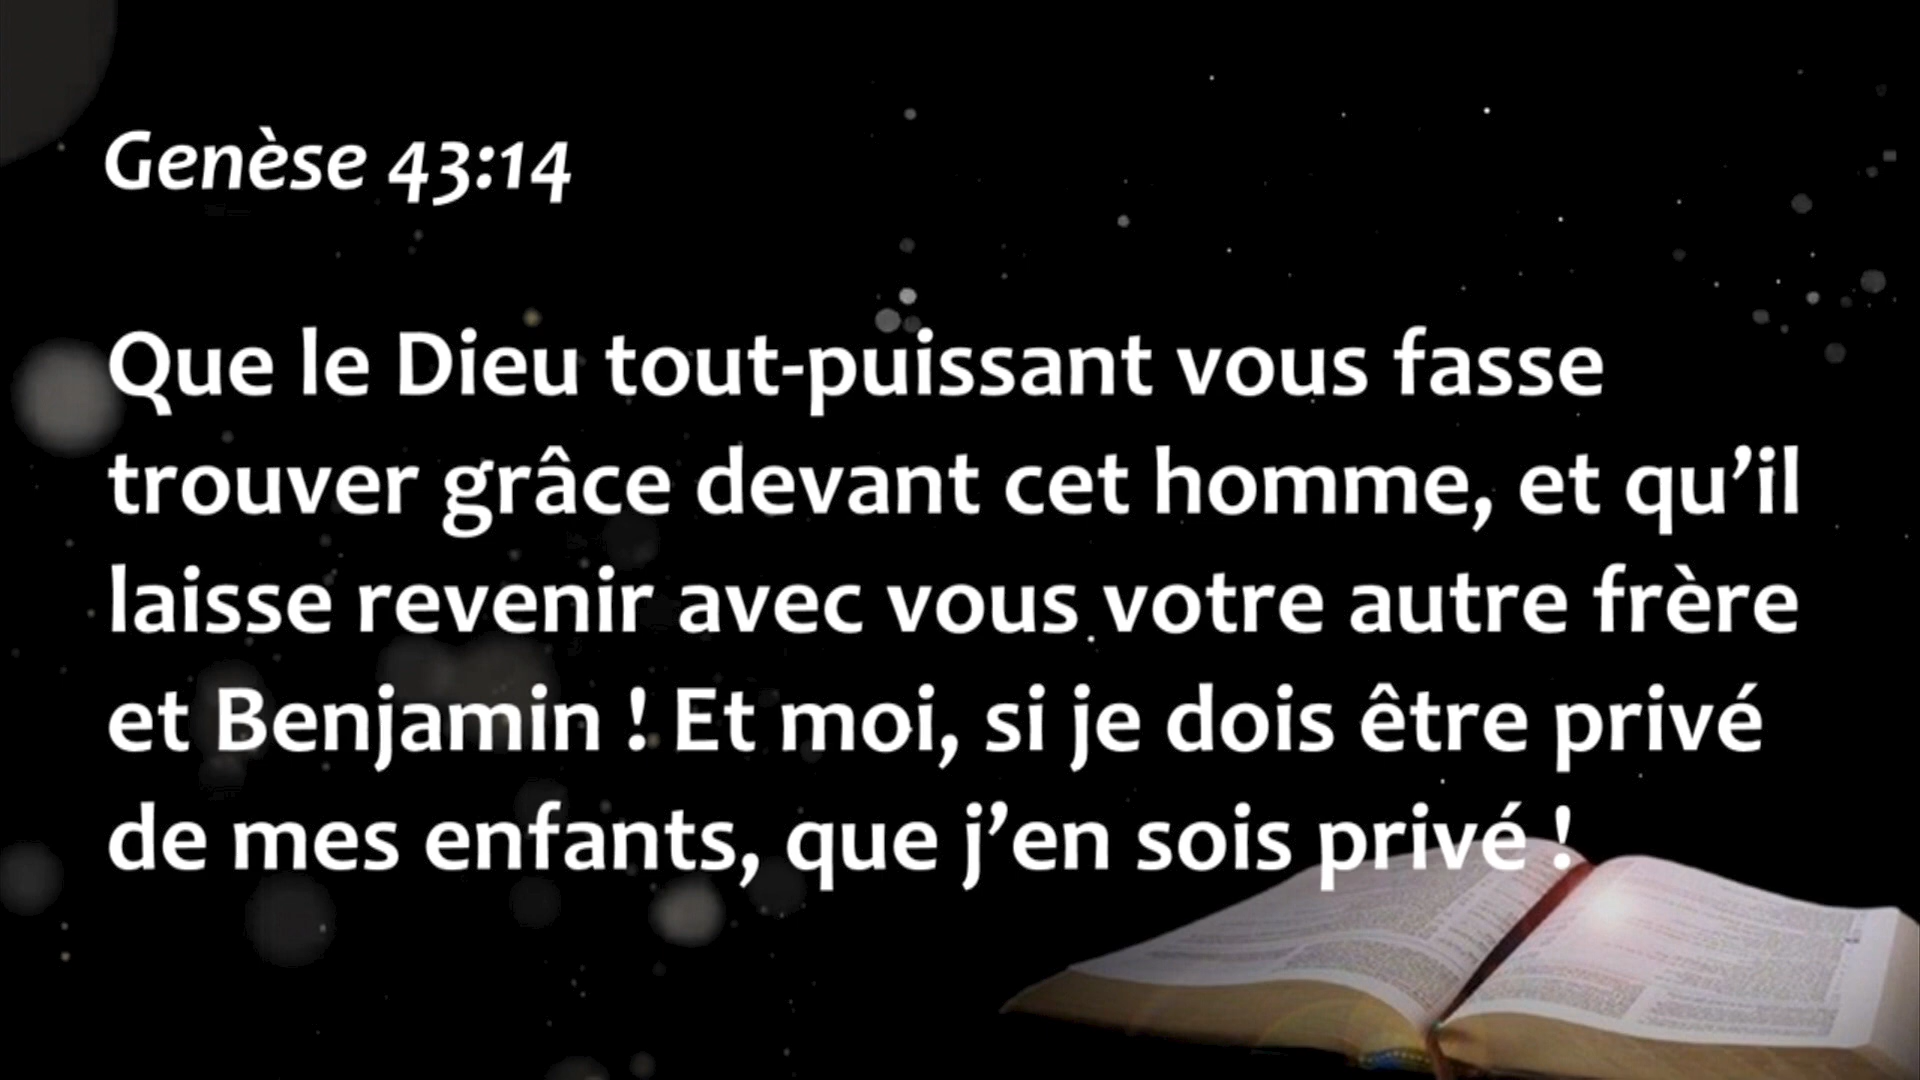 Genèse 43:14
Que le Dieu tout-puissant vous fasse
trouver grâce devant cet homme, et qu’il
laisse revenir avec vous votre autre frère
et Benjamin ! Et moi, si je dois être privé
de mes enfants, que j’en sois privé !